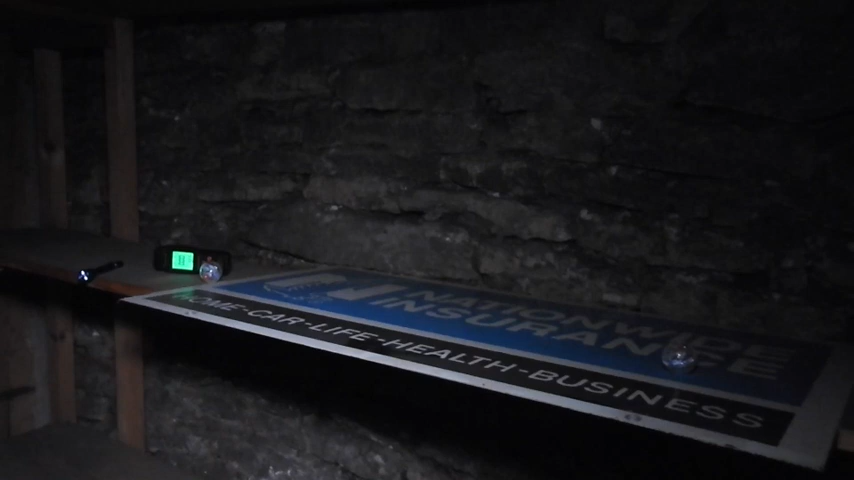 N NATIONWIDE
INSURANCE
HOME-CAR-LIFE-HEALTH-BUSINESS